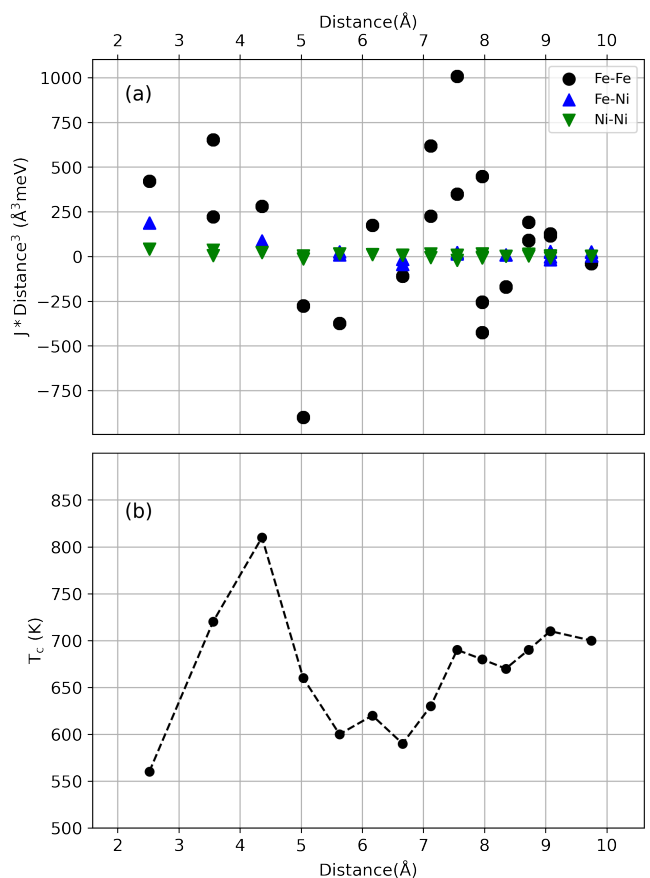 Distance(Å)
2 3 4 5 6 7 8 9 10
(a)
Fe-Fe
Fe-Ni
Ni-Ni
1000
750
500
250
0
−250
−500
−750
J * Distance³ (Å³meV)
(b)
850
800
750
700
650
600
550
500
T_c (K)
2 3 4 5 6 7 8 9 10
Distance(Å)